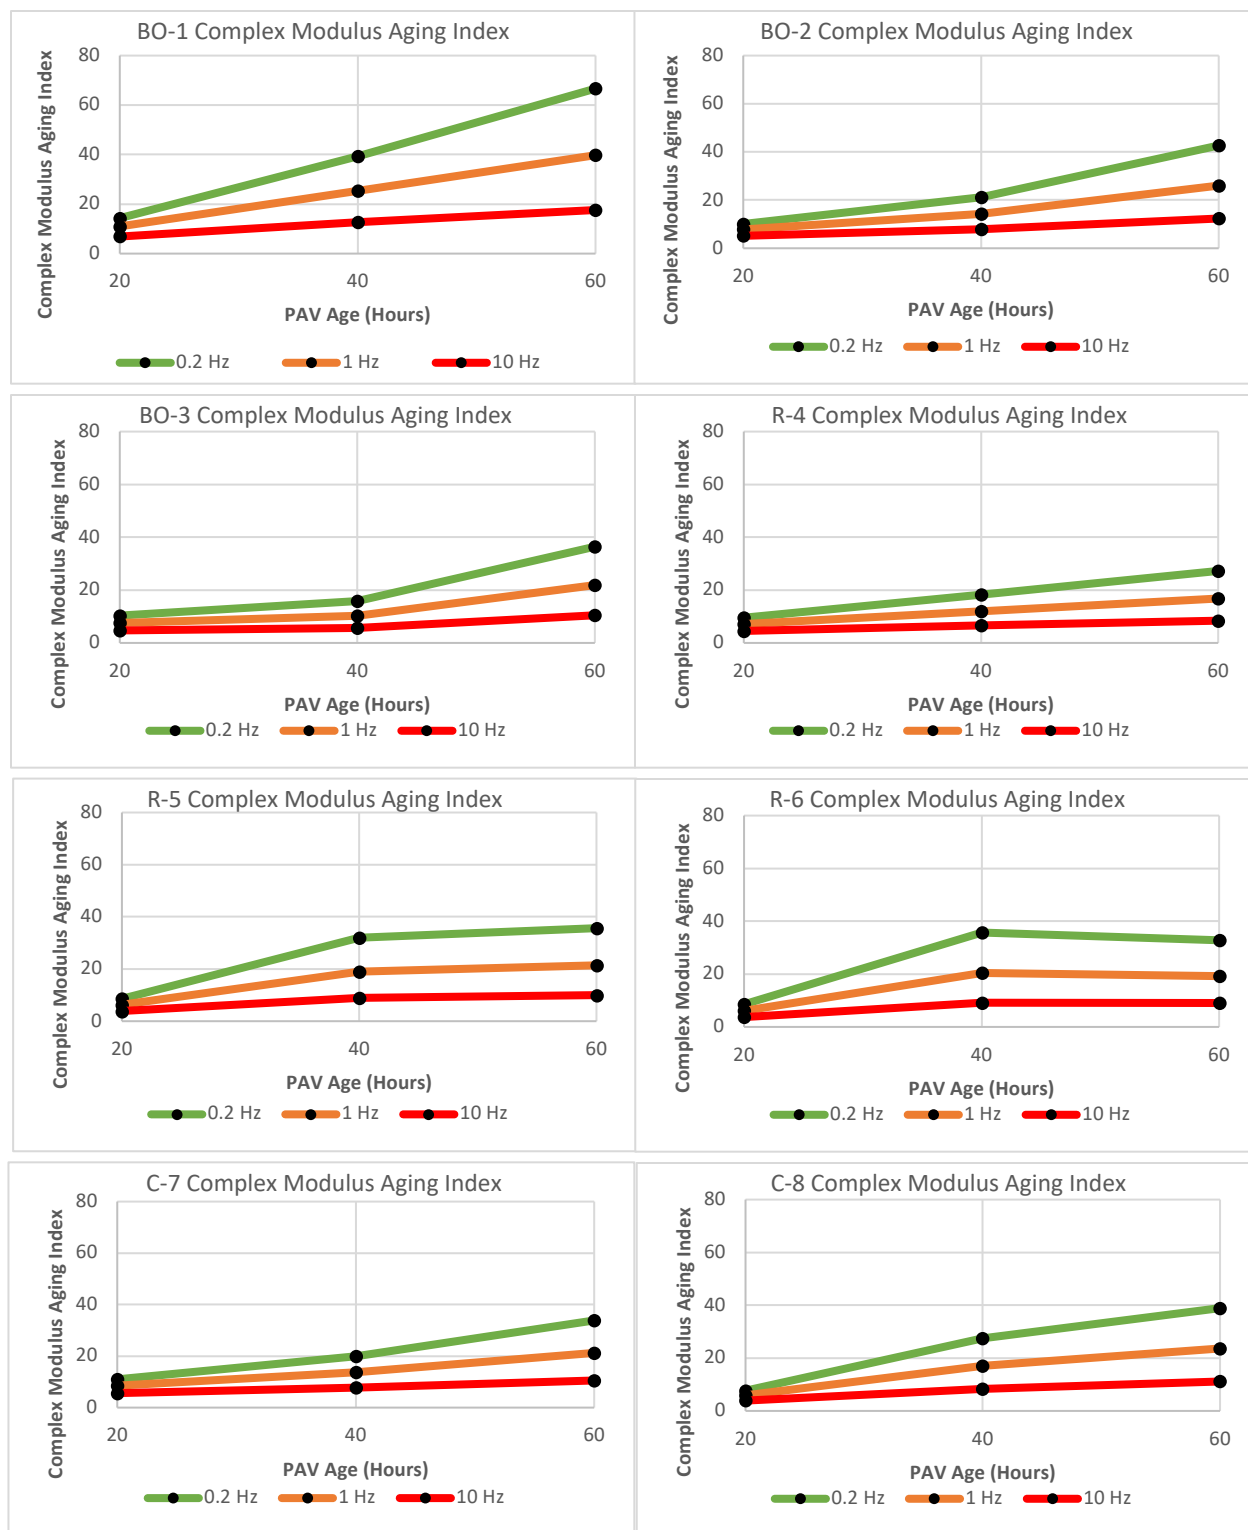 BO-1 Complex Modulus Aging Index
Complex Modulus Aging Index
80
60
40
20
0
20 40 60
PAV Age (Hours)
0.2 Hz 1 Hz 10 Hz
BO-2 Complex Modulus Aging Index
Complex Modulus Aging Index
80
60
40
20
0
20 40 60
PAV Age (Hours)
0.2 Hz 1 Hz 10 Hz
BO-3 Complex Modulus Aging Index
Complex Modulus Aging Index
80
60
40
20
0
20 40 60
PAV Age (Hours)
0.2 Hz 1 Hz 10 Hz
R-4 Complex Modulus Aging Index
Complex Modulus Aging Index
80
60
40
20
0
20 40 60
PAV Age (Hours)
0.2 Hz 1 Hz 10 Hz
R-5 Complex Modulus Aging Index
Complex Modulus Aging Index
80
60
40
20
0
20 40 60
PAV Age (Hours)
0.2 Hz 1 Hz 10 Hz
R-6 Complex Modulus Aging Index
Complex Modulus Aging Index
80
60
40
20
0
20 40 60
PAV Age (Hours)
0.2 Hz 1 Hz 10 Hz
C-7 Complex Modulus Aging Index
Complex Modulus Aging Index
80
60
40
20
0
20 40 60
PAV Age (Hours)
0.2 Hz 1 Hz 10 Hz
C-8 Complex Modulus Aging Index
Complex Modulus Aging Index
80
60
40
20
0
20 40 60
PAV Age (Hours)
0.2 Hz 1 Hz 10 Hz